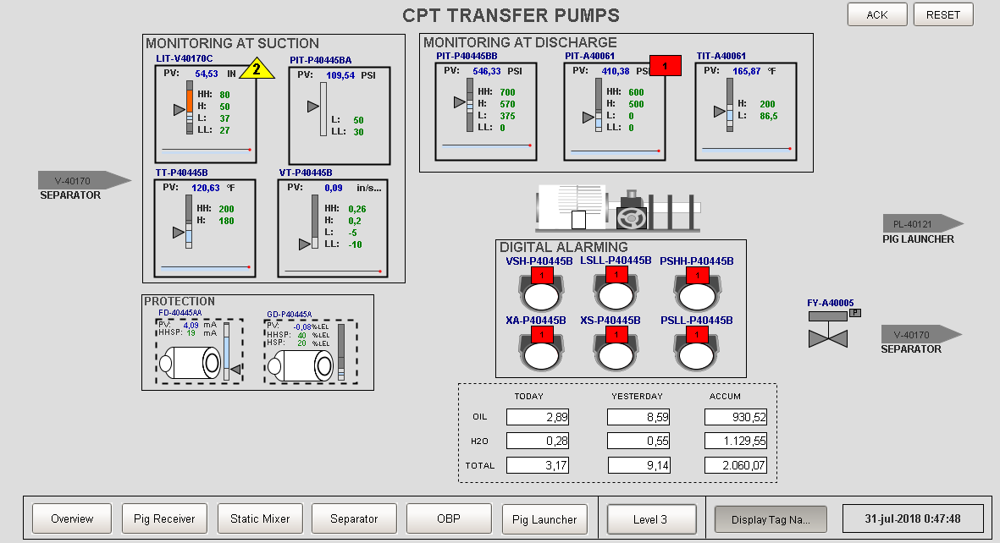 CPT TRANSFER PUMPS
ACK
RESET
MONITORING AT SUCTION
LIT-V40170C
PV: 54,53 IN
2
HH: 80
H: 50
L: 37
LL: 27
PIT-P40445BA
PV: 109,54 PSI
L: 50
LL: 30
TT-P40445B
PV: 120,63 ºF
HH: 200
H: 180
VT-P40445B
PV: 0,09 in/s...
HH: 0,26
H: 0,2
L: -5
LL: -10
MONITORING AT DISCHARGE
PIT-P40445BB
PV: 546,33 PSI
HH: 700
H: 570
L: 375
LL: 0
PIT-A40061
PV: 410,38 PSI
1
HH: 600
H: 500
L: 0
LL: 0
TIT-A40061
PV: 165,87 ºF
H: 200
L: 86,5
V-40170
SEPARATOR
PL-40121
PIG LAUNCHER
DIGITAL ALARMING
VSH-P40445B LSLL-P40445B PSHH-P40445B
1 1 1
XA-P40445B XS-P40445B PSLL-P40445B
1 1 1
PROTECTION
FD-40445AA
PV: 4,09 mA
HHSP: 19 mA
GD-P40445A
PV: -0,08 %LEL
HHSP: 40 %LEL
HSP: 20 %LEL
FY-A40005
P
V-40170
SEPARATOR
TODAY YESTERDAY ACCUM
OIL 2,89 8,59 930,52
H2O 0,28 0,55 1.129,55
TOTAL 3,17 9,14 2.060,07
Overview
Pig Receiver
Static Mixer
Separator
OBP
Pig Launcher
Level 3
Display Tag Na...
31-jul-2018 0:47:48